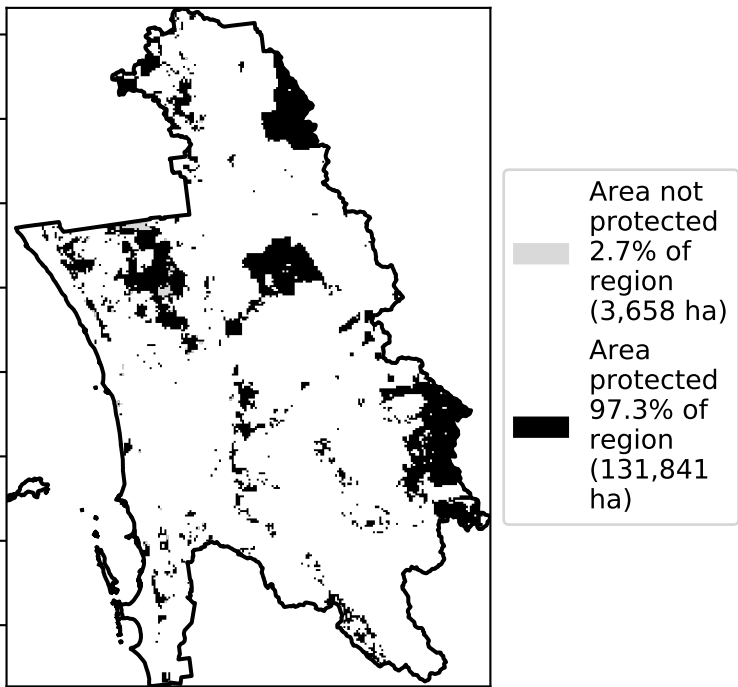 Area not
protected
2.7% of
region
(3,658 ha)
Area
protected
97.3% of
region
(131,841
ha)